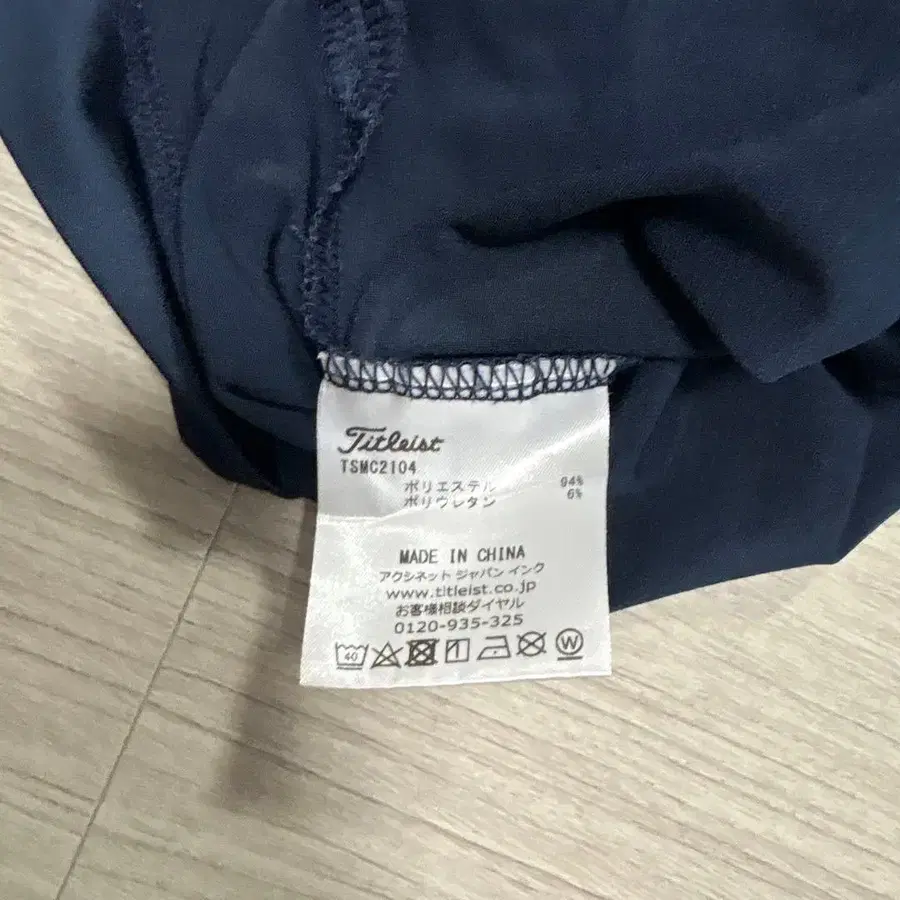 Titleist
TSMC2104
ポリエステル 94%
ポリウレタン 6%
MADE IN CHINA
アクシネット ジャパン インク
www.titleist.co.jp
お客様相談ダイヤル
0120-935-325
40 W